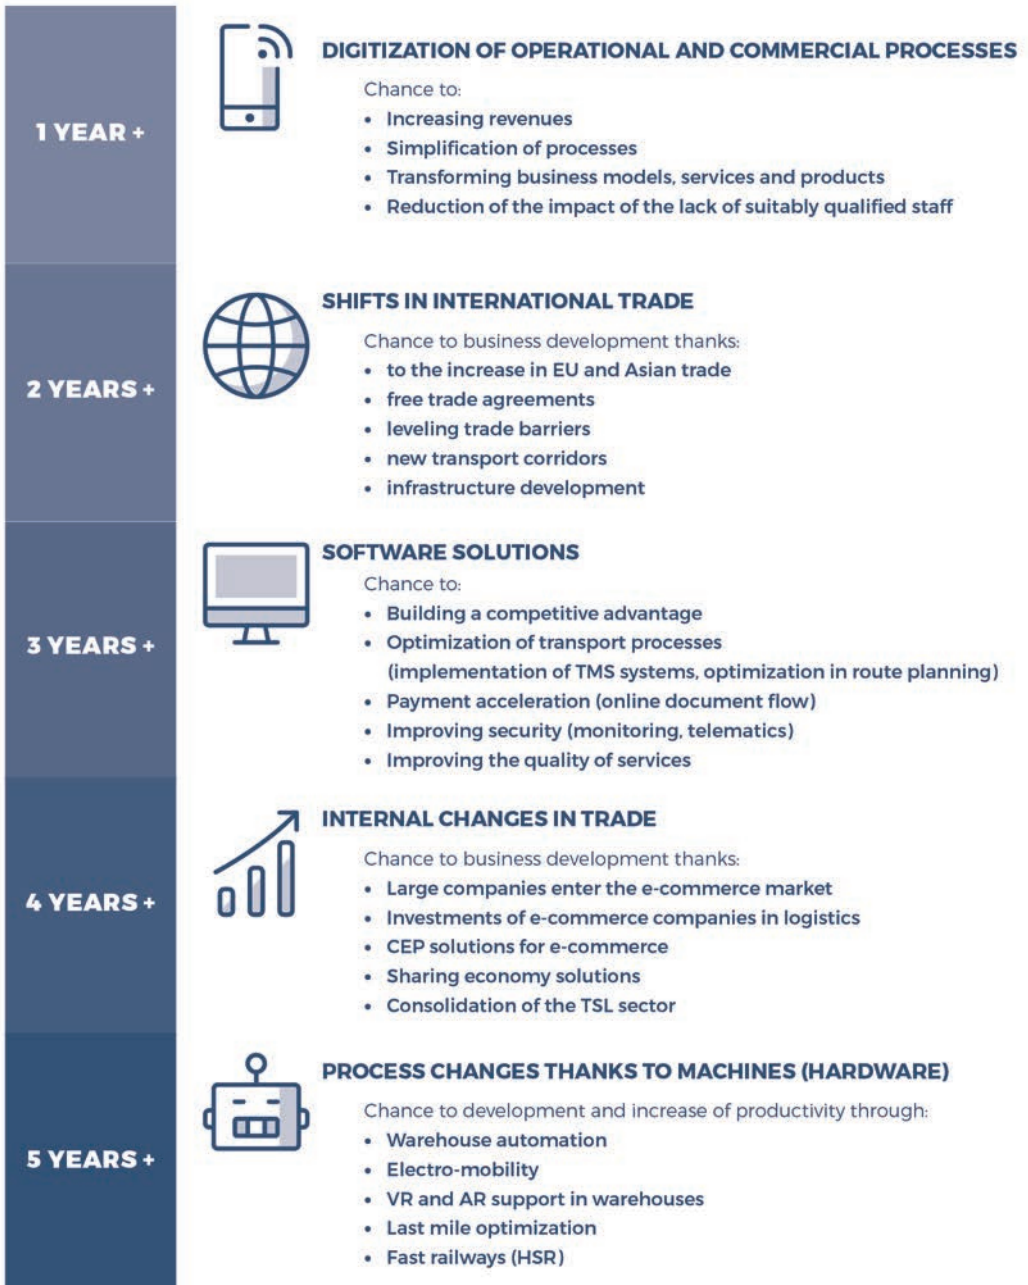 1 YEAR +
DIGITIZATION OF OPERATIONAL AND COMMERCIAL PROCESSES
Chance to:
• Increasing revenues
• Simplification of processes
• Transforming business models, services and products
• Reduction of the impact of the lack of suitably qualified staff
2 YEARS +
SHIFTS IN INTERNATIONAL TRADE
Chance to business development thanks:
• to the increase in EU and Asian trade
• free trade agreements
• leveling trade barriers
• new transport corridors
• infrastructure development
3 YEARS +
SOFTWARE SOLUTIONS
Chance to:
• Building a competitive advantage
• Optimization of transport processes
(implementation of TMS systems, optimization in route planning)
• Payment acceleration (online document flow)
• Improving security (monitoring, telematics)
• Improving the quality of services
4 YEARS +
INTERNAL CHANGES IN TRADE
Chance to business development thanks:
• Large companies enter the e-commerce market
• Investments of e-commerce companies in logistics
• CEP solutions for e-commerce
• Sharing economy solutions
• Consolidation of the TSL sector
5 YEARS +
PROCESS CHANGES THANKS TO MACHINES (HARDWARE)
Chance to development and increase of productivity through:
• Warehouse automation
• Electro-mobility
• VR and AR support in warehouses
• Last mile optimization
• Fast railways (HSR)